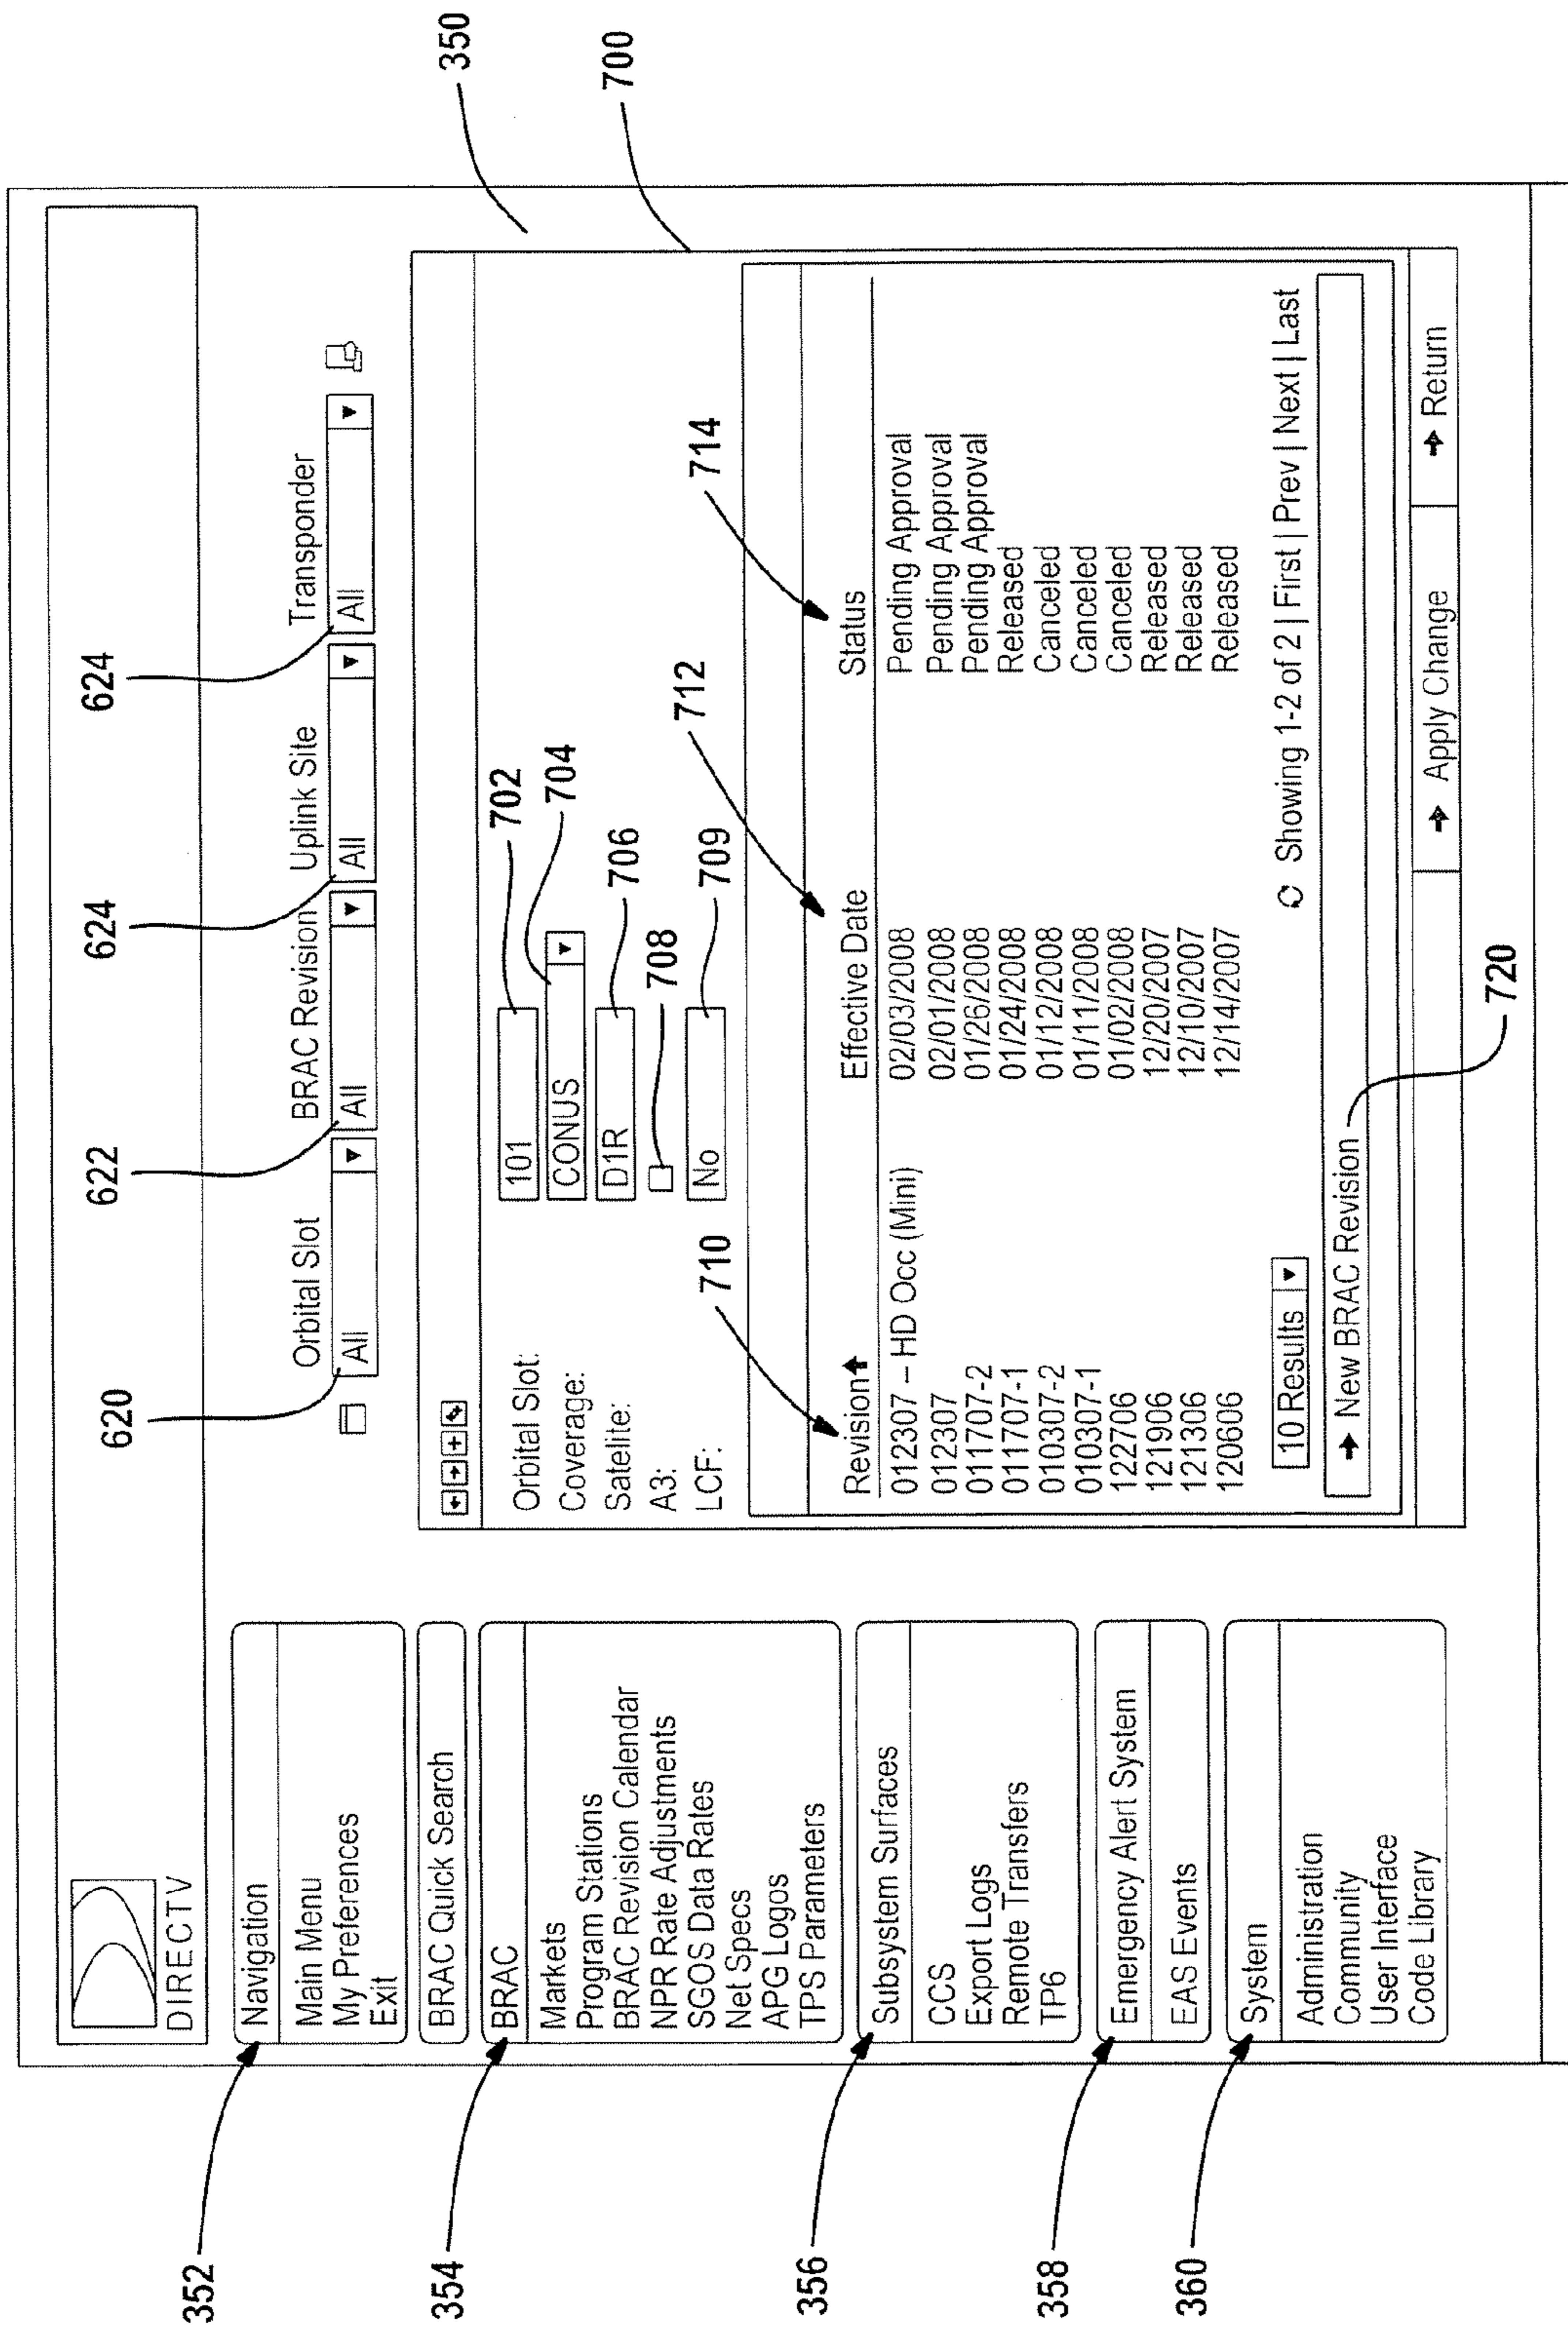 DIRECTV
352
Navigation
Main Menu
My Preferences
Exit
BRAC Quick Search
354
BRAC
Markets
Program Stations
BRAC Revision Calendar
NPR Rate Adjustments
SGOS Data Rates
Net Specs
APG Logos
TPS Parameters
356
Subsystem Surfaces
CCS
Export Logs
Remote Transfers
TP6
358
Emergency Alert System
EAS Events
360
System
Administration
Community
User Interface
Code Library
620
622
624
624
Orbital Slot
BRAC Revision
Uplink Site
Transponder
All
All
All
All
350
700
Orbital Slot: 101
702
Coverage: CONUS
704
Satellite: D1R
706
A3:
708
LCF: No
709
710
712
714
Revision Effective Date Status
012307 – HD Occ (Mini) 02/03/2008 Pending Approval
012307 02/01/2008 Pending Approval
011707-2 01/26/2008 Pending Approval
011707-1 01/24/2008 Released
010307-2 01/12/2008 Canceled
010307-1 01/11/2008 Canceled
122706 01/02/2008 Canceled
121906 12/20/2007 Released
121306 12/10/2007 Released
120606 12/14/2007 Released
10 Results
Showing 1-2 of 2 | First | Prev | Next | Last
New BRAC Revision
720
Apply Change
Return